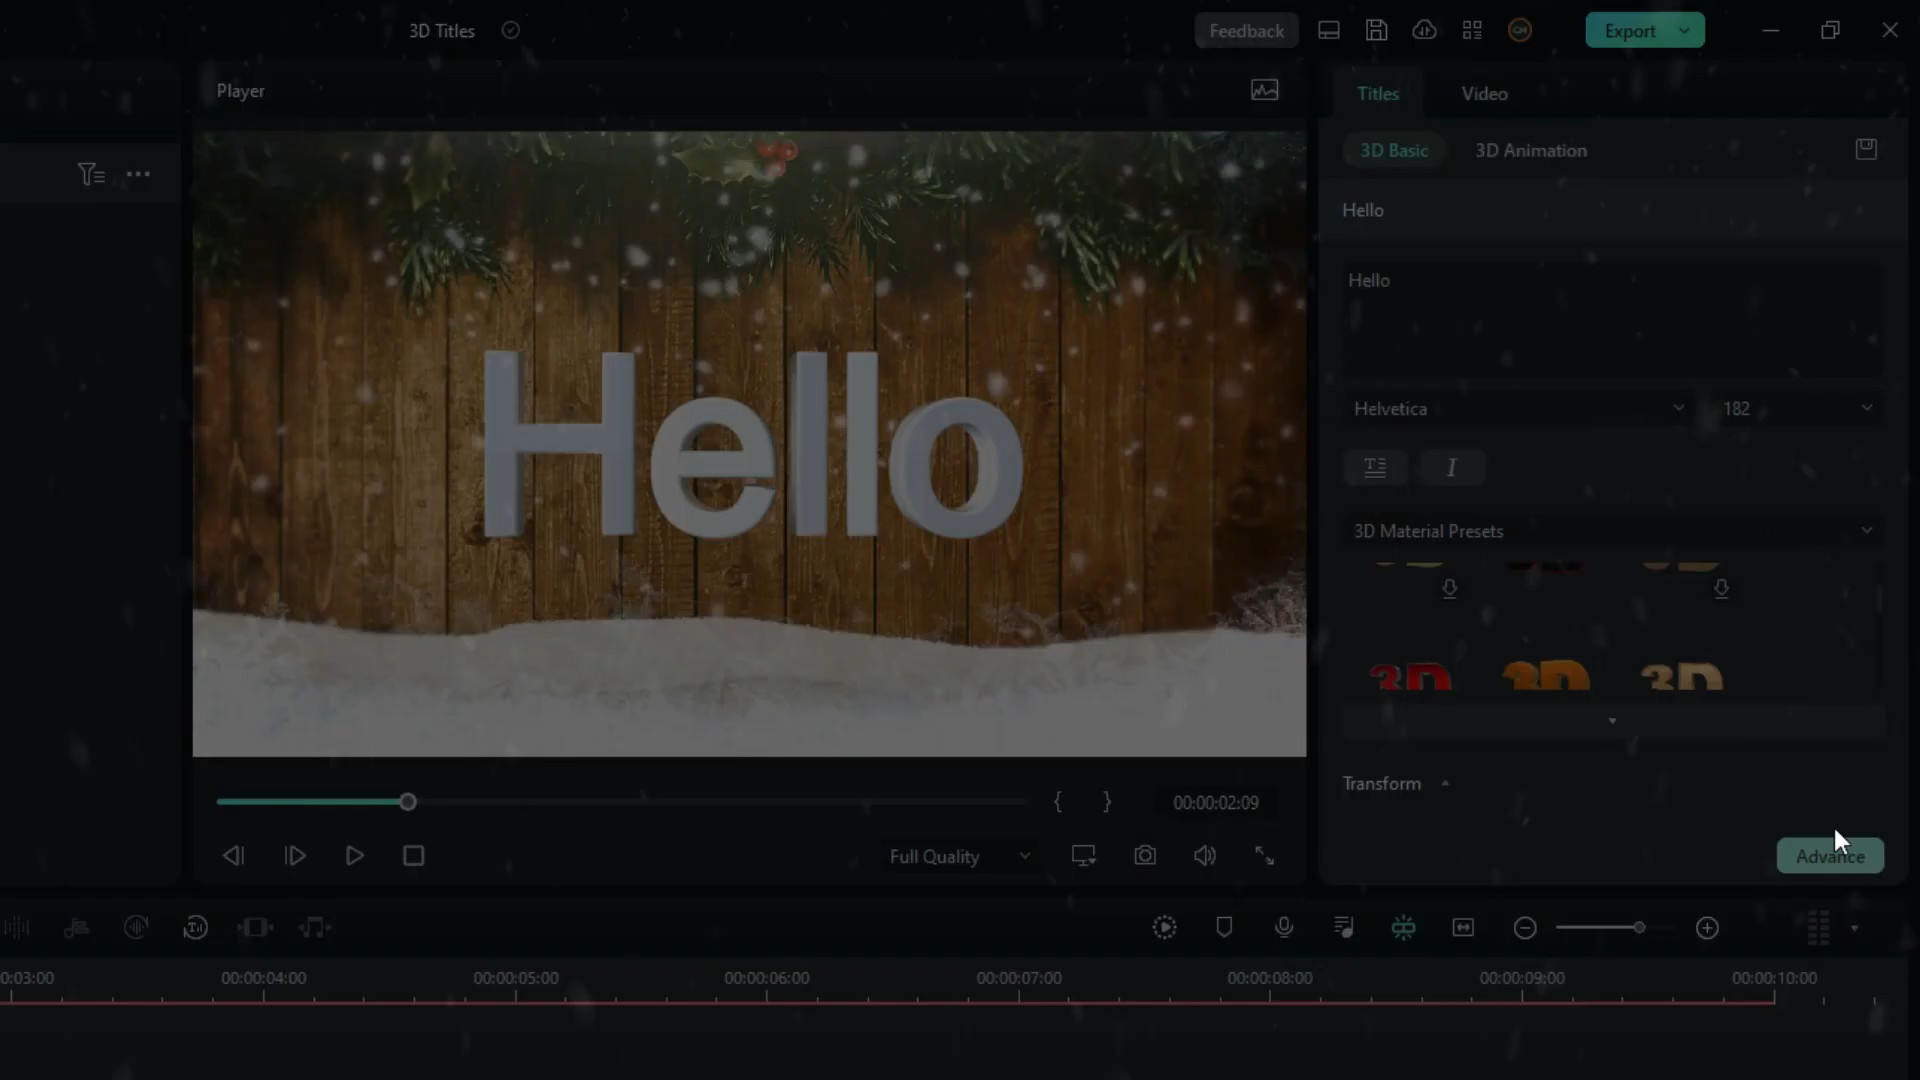 3D Titles
Feedback
Export
Player
Titles Video
3D Basic 3D Animation
Hello
Hello
Hello
Helvetica 182
I
3D Material Presets
3D 3D 3D
Transform
{ } 00:00:02:09
Full Quality
Advance
0:03:00 00:00:04:00 00:00:05:00 00:00:06:00 00:00:07:00 00:00:08:00 00:00:09:00 00:00:10:00